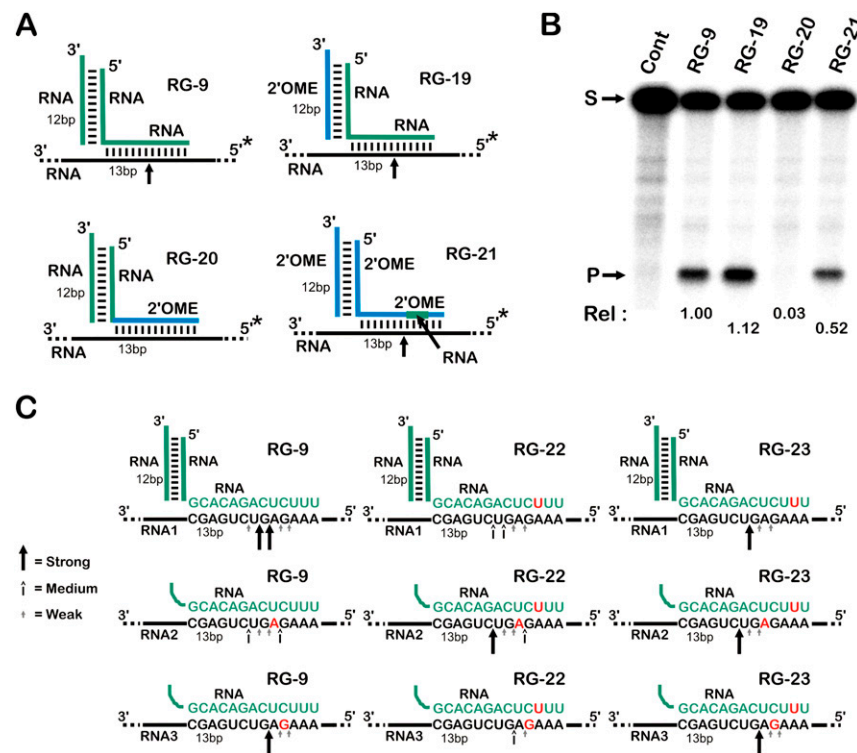 A
3' 5' RG-9
RNA
12bp
RNA
RNA
3' 5'*
RNA 13bp
3' 5' RG-19
2'OME
12bp
RNA
RNA
3' 5'*
RNA 13bp
3' 5' RG-20
RNA
12bp
RNA
2'OME
3' 5'*
RNA 13bp
3' 5' RG-21
2'OME
12bp
2'OME
2'OME
3' 5'*
RNA 13bp
RNA
B
Cont RG-9 RG-19 RG-20 RG-21
S
P
Rel : 1.00 1.12 0.03 0.52
C
= Strong
= Medium
= Weak
3' 5' RG-9
RNA
12bp
RNA
RNA
GCACAGACUCUUU
3' CGAGUCUGAGAAA 5'
RNA1 13bp
3' 5' RG-22
RNA
12bp
RNA
RNA
GCACAGACUCUUU
3' CGAGUCUGAGAAA 5'
RNA1 13bp
3' 5' RG-23
RNA
12bp
RNA
RNA
GCACAGACUCUUU
3' CGAGUCUGAGAAA 5'
RNA1 13bp
RG-9
RNA
GCACAGACUCUUU
3' CGAGUCUGAGAAA 5'
RNA2 13bp
RG-22
RNA
GCACAGACUCUUU
3' CGAGUCUGAGAAA 5'
RNA2 13bp
RG-23
RNA
GCACAGACUCUUU
3' CGAGUCUGAGAAA 5'
RNA2 13bp
RG-9
RNA
GCACAGACUCUUU
3' CGAGUCUGAGAAA 5'
RNA3 13bp
RG-22
RNA
GCACAGACUCUUU
3' CGAGUCUGAGAAA 5'
RNA3 13bp
RG-23
RNA
GCACAGACUCUUU
3' CGAGUCUGAGAAA 5'
RNA3 13bp